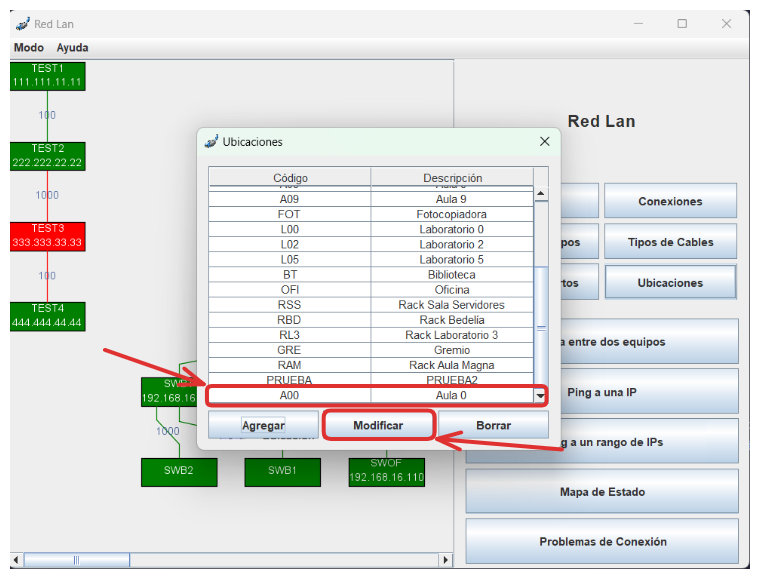 Red Lan
Modo Ayuda
TEST1
111.111.11.11
100
TEST2
222.222.22.22
1000
TEST3
333.333.33.33
100
TEST4
444.444.44.44
192.168.16
1000
SWB2
SWB1
SWOF
192.168.16.110
Ubicaciones
Código Descripción
A09 Aula 9
FOT Fotocopiadora
L00 Laboratorio 0
L02 Laboratorio 2
L05 Laboratorio 5
BT Biblioteca
OFI Oficina
RSS Rack Sala Servidores
RBD Rack Bedelía
RL3 Rack Laboratorio 3
GRE Gremio
RAM Rack Aula Magna
PRUEBA PRUEBA2
A00 Aula 0
Agregar Modificar Borrar
Red Lan
Conexiones
pos Tipos de Cables
tos Ubicaciones
a entre dos equipos
Ping a una IP
g a un rango de IPs
Mapa de Estado
Problemas de Conexión